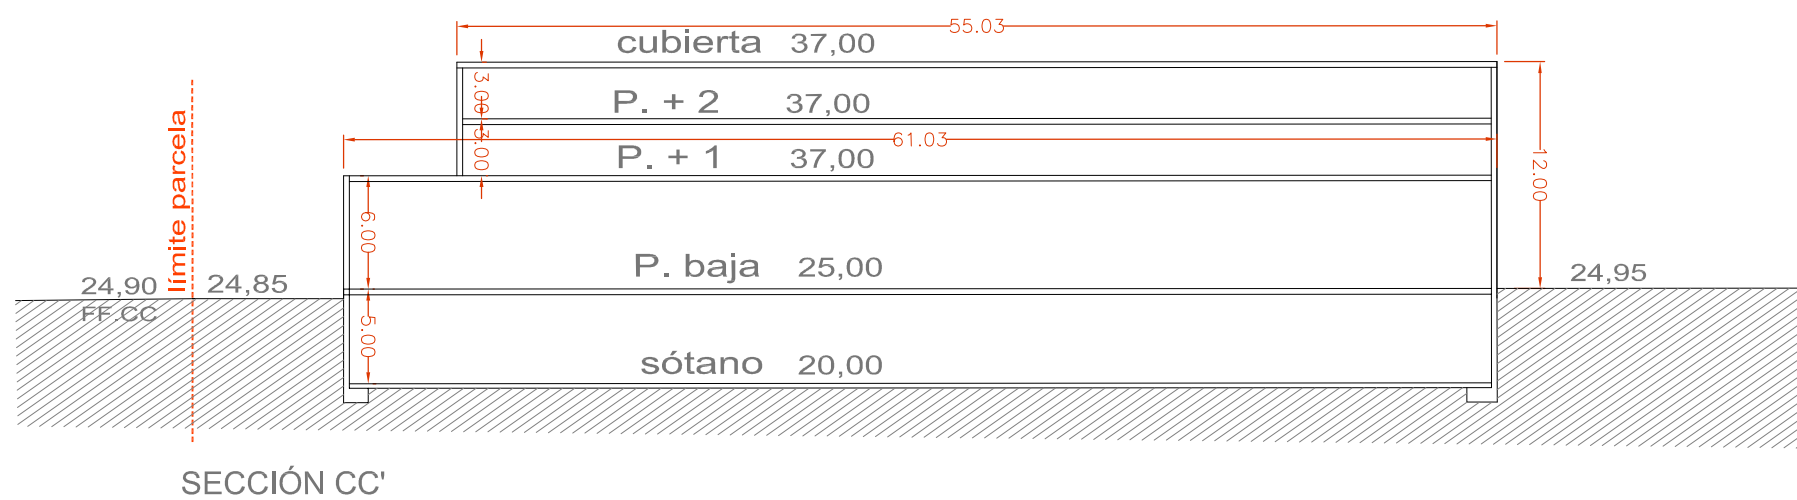 55.03
cubierta 37,00
3.00
P. + 2 37,00
61.03
3.00
P. + 1 37,00
12.00
límite parcela
6.00
P. baja 25,00
24,90 24,85
24,95
FF.CC
5.00
sótano 20,00
SECCIÓN CC'